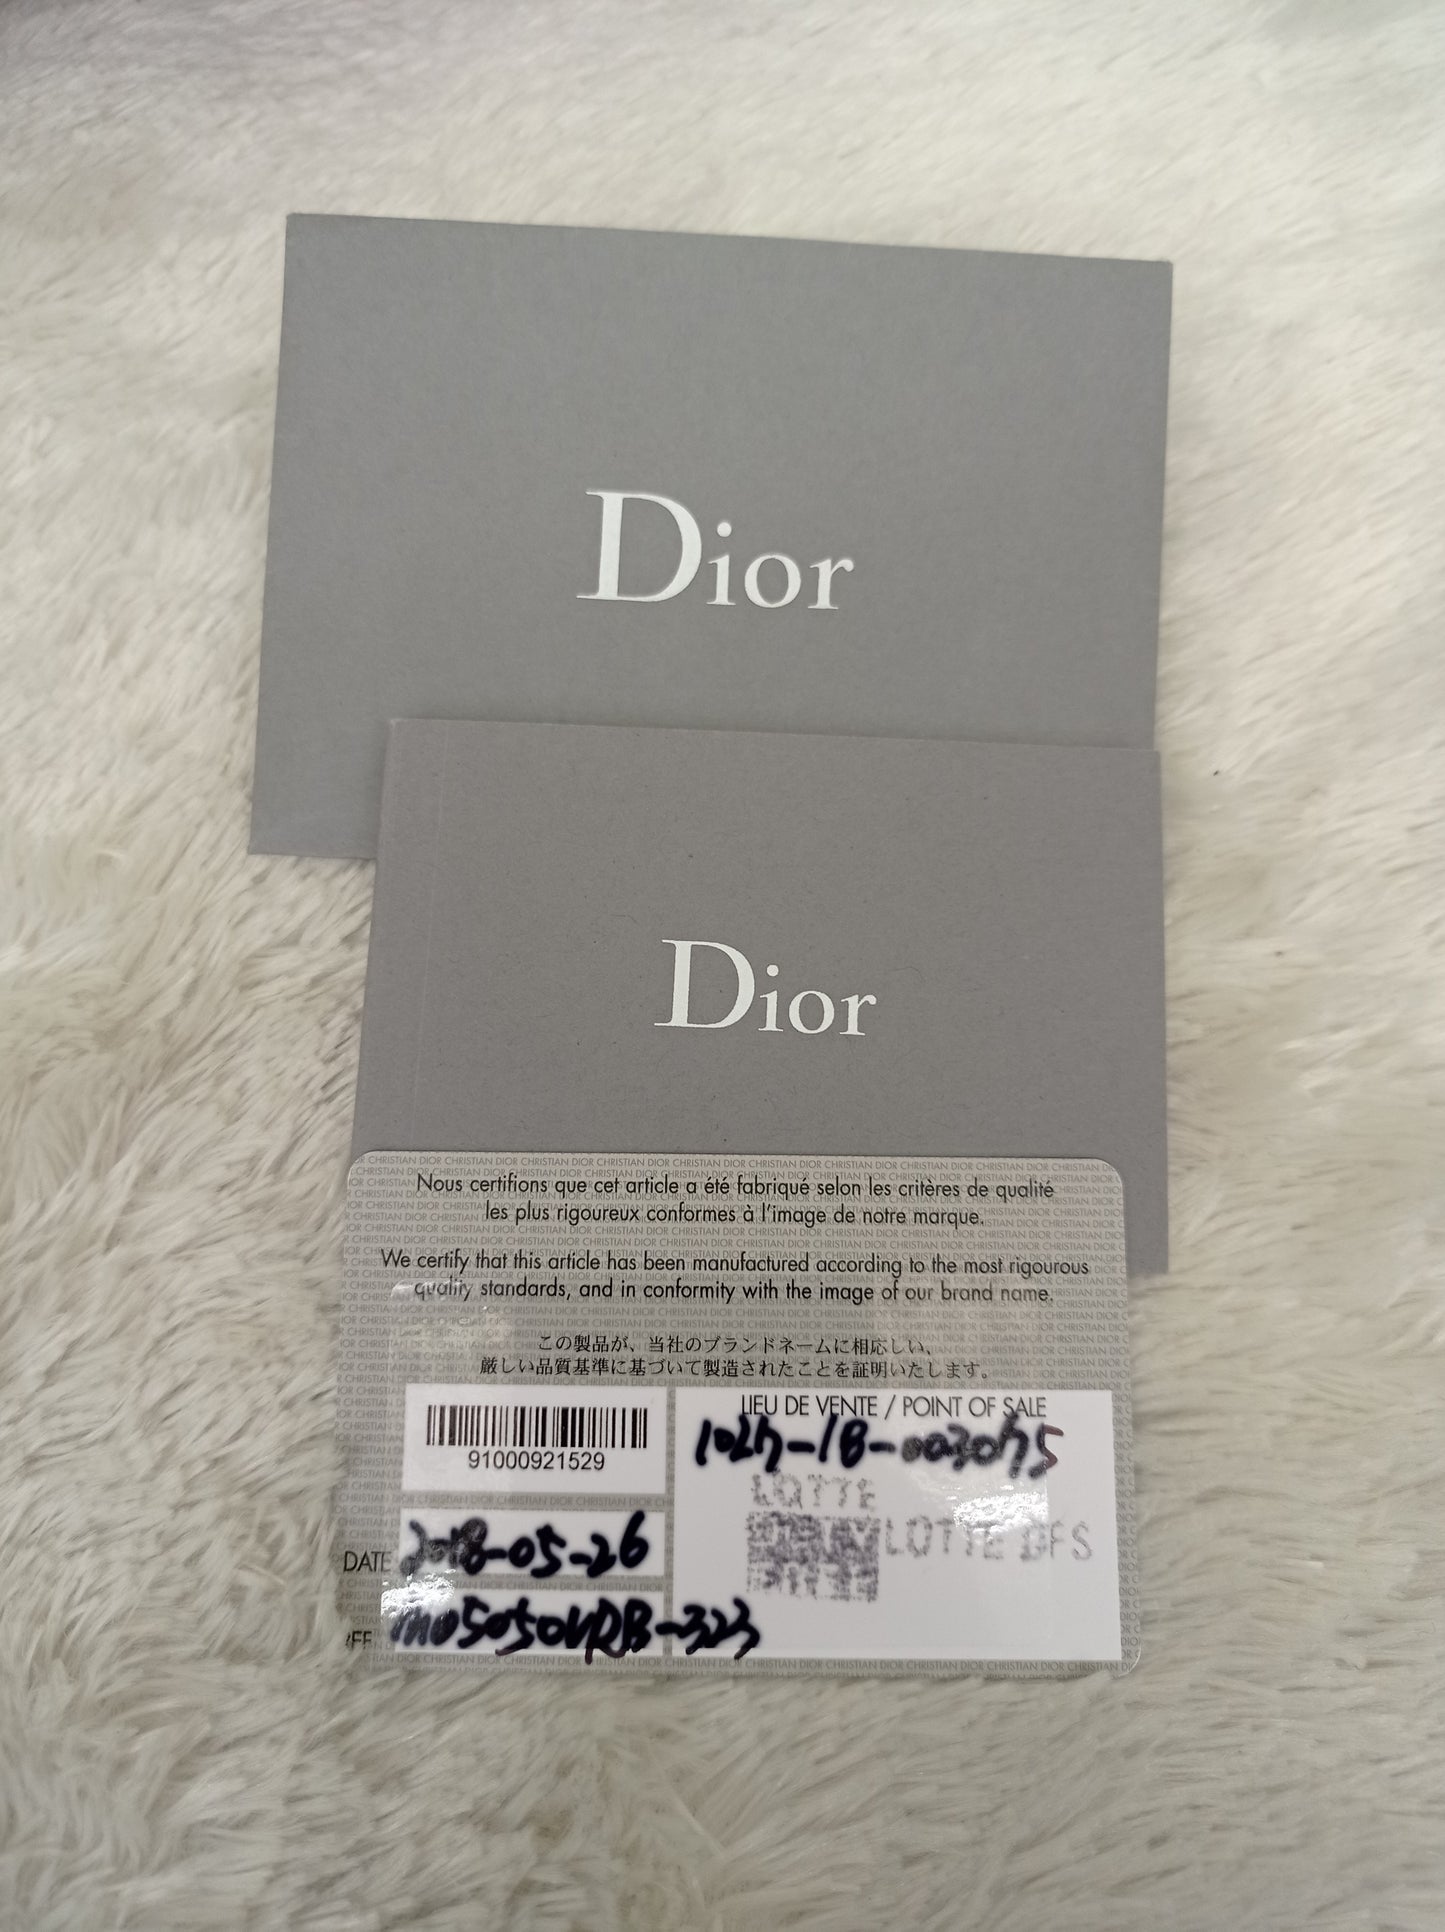 Dior
Dior
Nous certifions que cet article a été fabriqué selon les critères de qualité
les plus rigoureux conformes à l'image de notre marque.
We certify that this article has been manufactured according to the most rigourous
quality standards, and in conformity with the image of our brand name.
この製品が、当社のブランドネームに相応しい、
厳しい品質基準に基づいて製造されたことを証明いたします。
91000921529
LIEU DE VENTE / POINT OF SALE
LOTTE
LOTTE DFS
DATE 2018-05-26